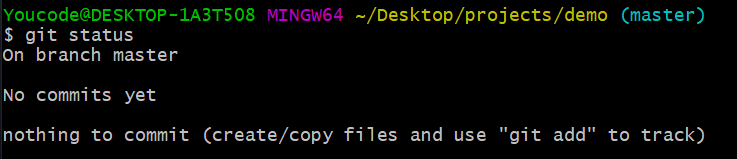 Youcode@DESKTOP-1A3T508 MINGW64 ~/Desktop/projects/demo (master)
$ git status
On branch master
No commits yet
nothing to commit (create/copy files and use "git add" to track)